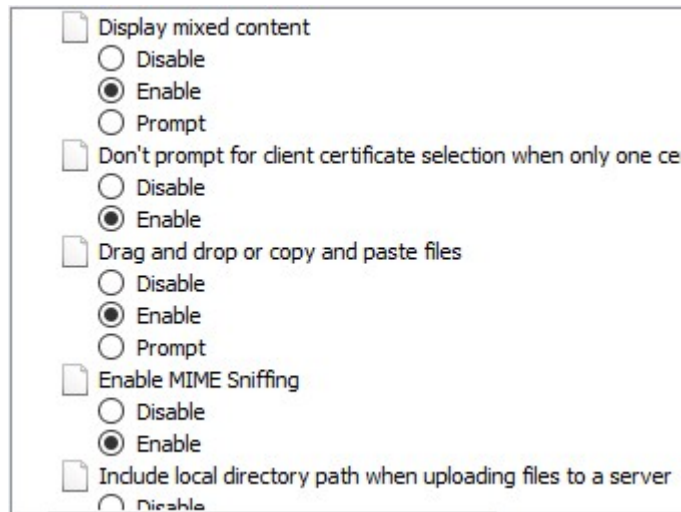 Display mixed content
Disable
Enable
Prompt
Don't prompt for client certificate selection when only one
Disable
Enable
Drag and drop or copy and paste files
Disable
Enable
Prompt
Enable MIME Sniffing
Disable
Enable
Include local directory path when uploading files to a server
Disable